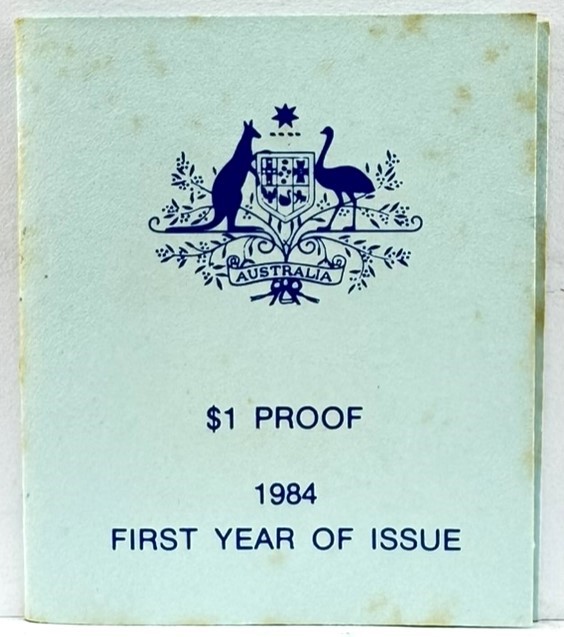 AUSTRALIA
$1 PROOF
1984
FIRST YEAR OF ISSUE